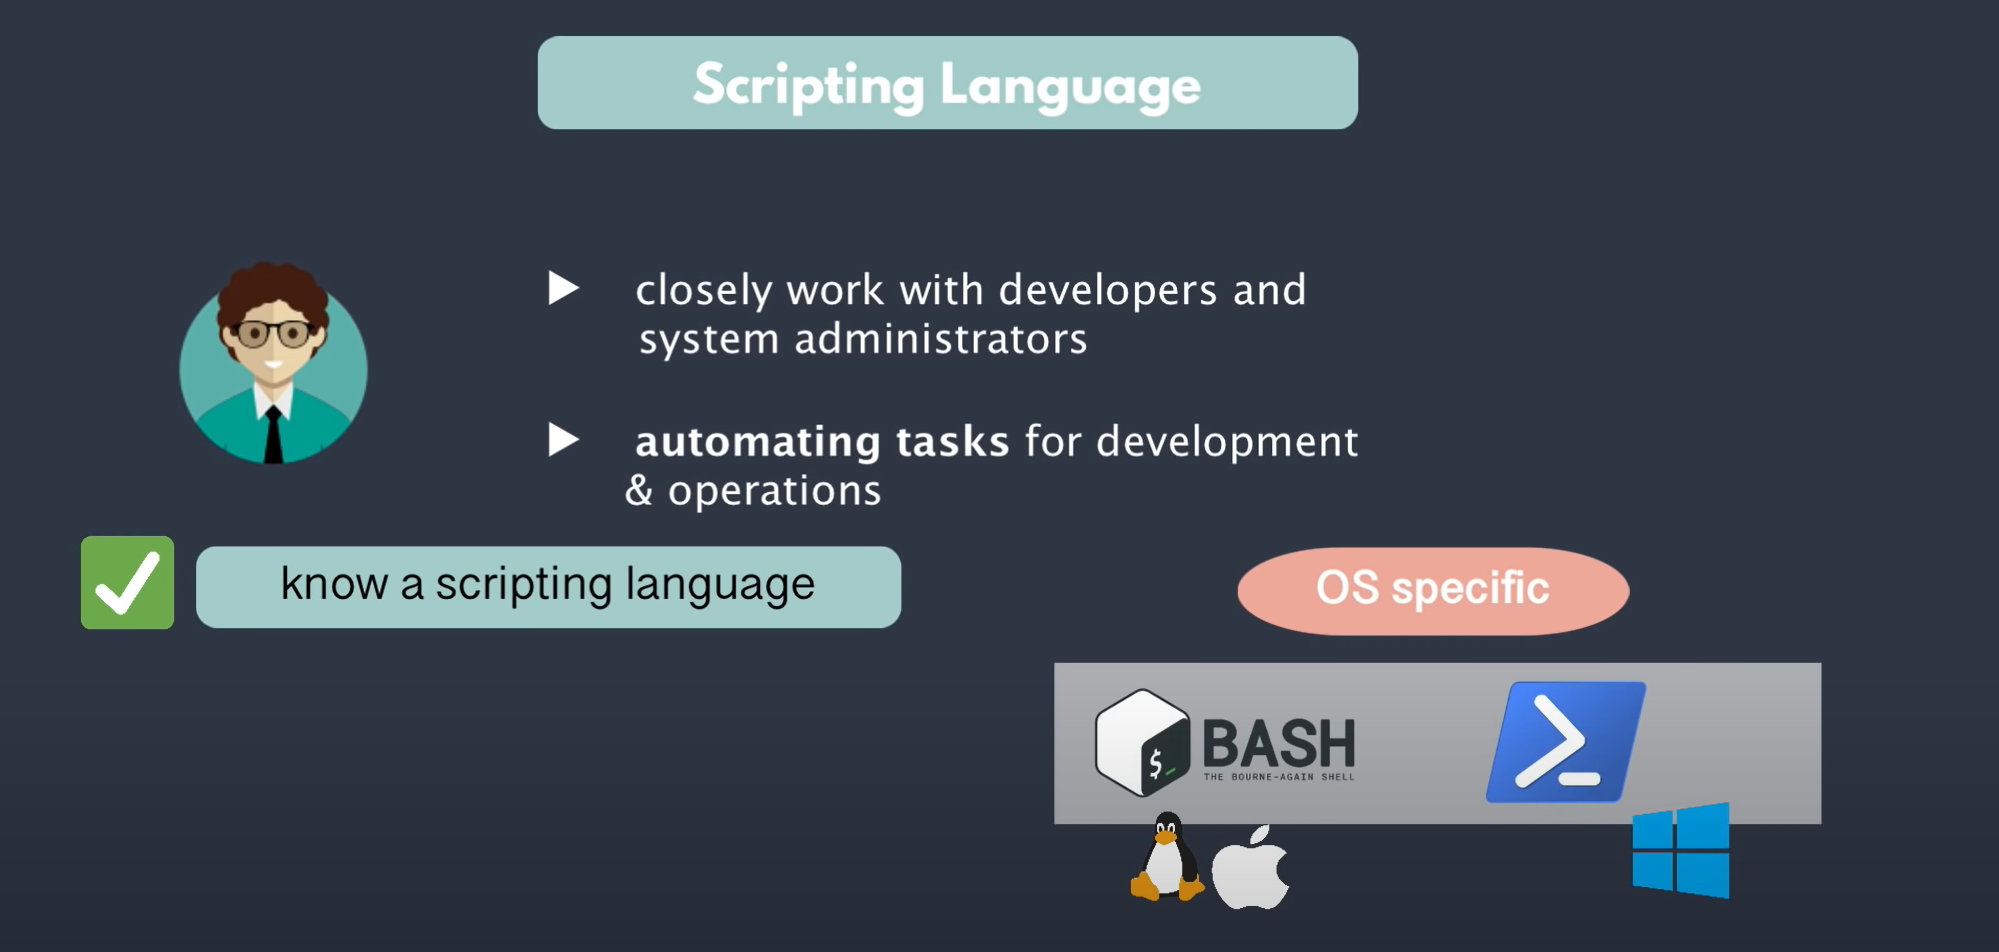 Scripting Language
closely work with developers and
system administrators
automating tasks for development
& operations
know a scripting language
OS specific
$_
BASH
THE BOURNE-AGAIN SHELL